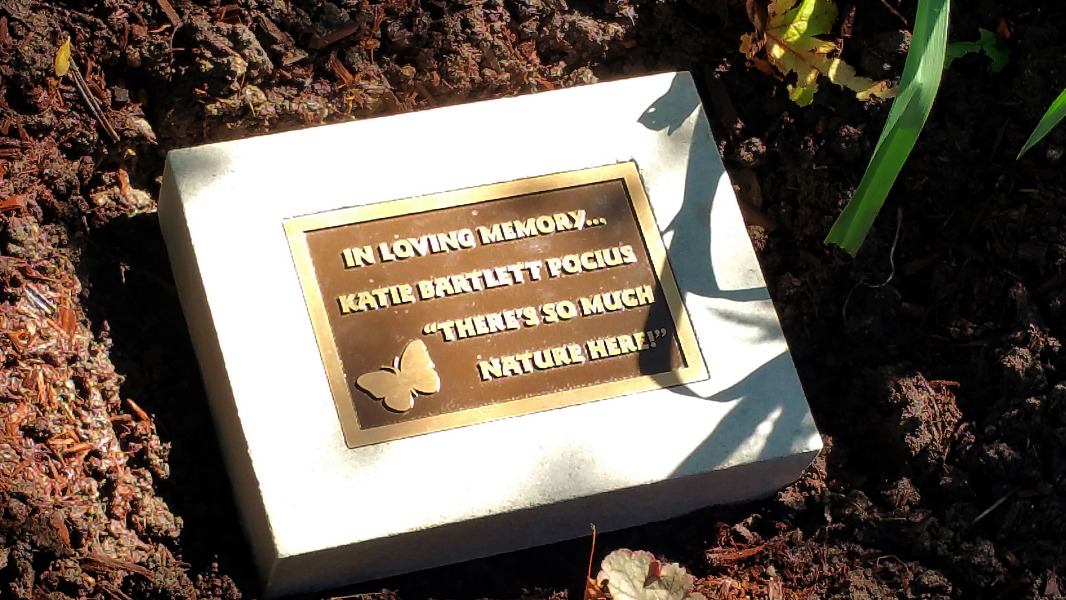 IN LOVING MEMORY...
KATIE BARTLETT POCIUS
“THERE'S SO MUCH
NATURE HERE!”